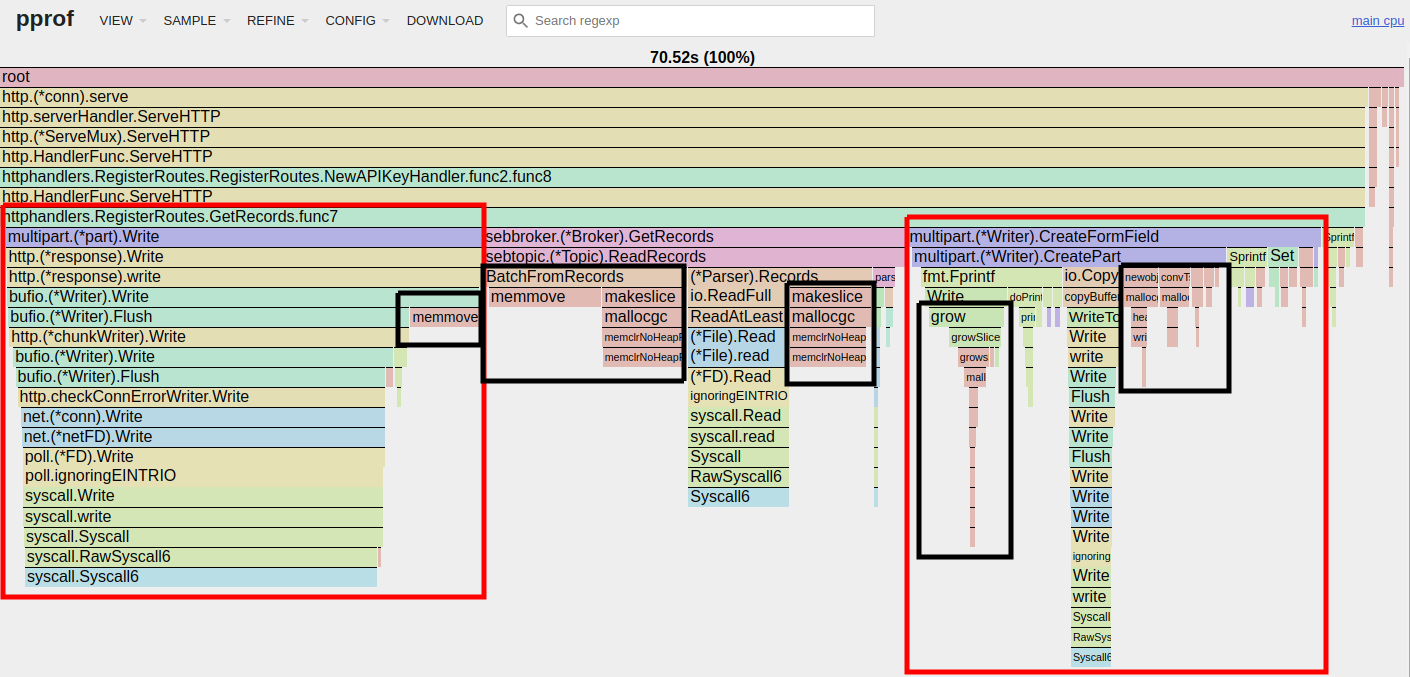 pprof VIEW SAMPLE REFINE CONFIG DOWNLOAD Search regexp main cpu
70.52s (100%)
root
http.(*conn).serve
http.serverHandler.ServeHTTP
http.(*ServeMux).ServeHTTP
http.HandlerFunc.ServeHTTP
httphandlers.RegisterRoutes.RegisterRoutes.NewAPIKeyHandler.func2.func8
http.HandlerFunc.ServeHTTP
httphandlers.RegisterRoutes.GetRecords.func7
multipart.(*part).Write sebbroker.(*Broker).GetRecords multipart.(*Writer).CreateFormField Sprintf
http.(*response).Write sebtopic.(*Topic).ReadRecords multipart.(*Writer).CreatePart Sprintf Set
http.(*response).write BatchFromRecords (*Parser).Records pars fmt.Fprintf io.Copy newobj convT
bufio.(*Writer).Write memmove makeslice io.ReadFull makeslice Write doPrint copyBuffer malloc malloc
bufio.(*Writer).Flush memmove mallocgc ReadAtLeast mallocgc grow prin WriteTo hea
http.(*chunkWriter).Write memclrNoHeapP (*File).Read memclrNoHeap growSlice Write wri
bufio.(*Writer).Write memclrNoHeapP (*File).read memclrNoHeap grows write
bufio.(*Writer).Flush (*FD).Read mall Write
http.checkConnErrorWriter.Write ignoringEINTRIO Flush
net.(*conn).Write syscall.Read Write
net.(*netFD).Write syscall.read Write
poll.(*FD).Write Syscall Flush
poll.ignoringEINTRIO RawSyscall6 Write
syscall.Write Syscall6 Write
syscall.write Write
syscall.Syscall Write
syscall.RawSyscall6 ignoring
syscall.Syscall6 Write
write
Syscall
RawSys
Syscall6